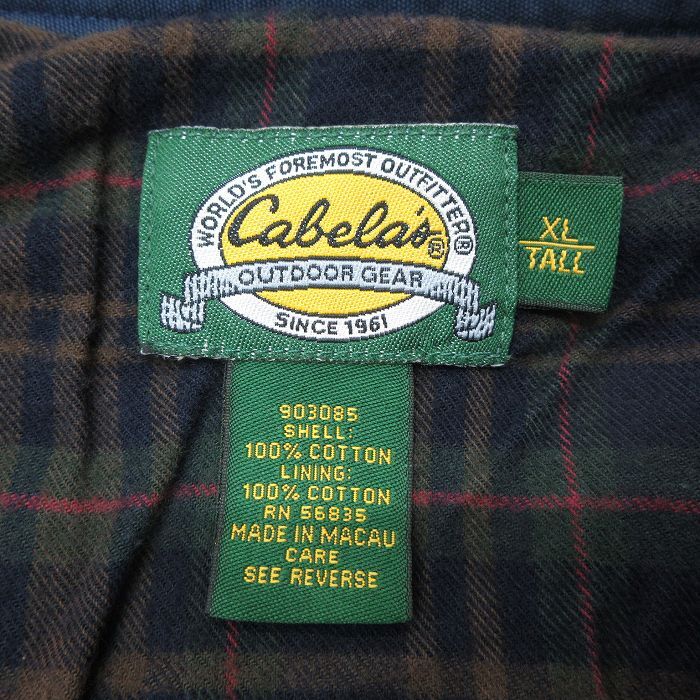 WORLD'S FOREMOST OUTFITTER®
Cabela's®
OUTDOOR GEAR
SINCE 1961
XL
TALL
903085
SHELL:
100% COTTON
LINING:
100% COTTON
RN 56835
MADE IN MACAU
CARE
SEE REVERSE